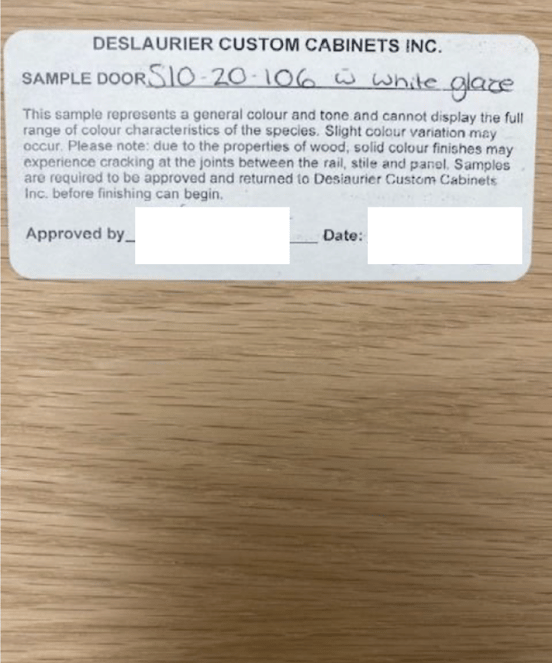 DESLAURIER CUSTOM CABINETS INC.
SAMPLE DOOR S10-20-106 w̄ white glaze
This sample represents a general colour and tone and cannot display the full
range of colour characteristics of the species. Slight colour variation may
occur. Please note: due to the properties of wood, solid colour finishes may
experience cracking at the joints between the rail, stile and panel. Samples
are required to be approved and returned to Deslaurier Custom Cabinets
Inc. before finishing can begin.
Approved by_ __ Date: